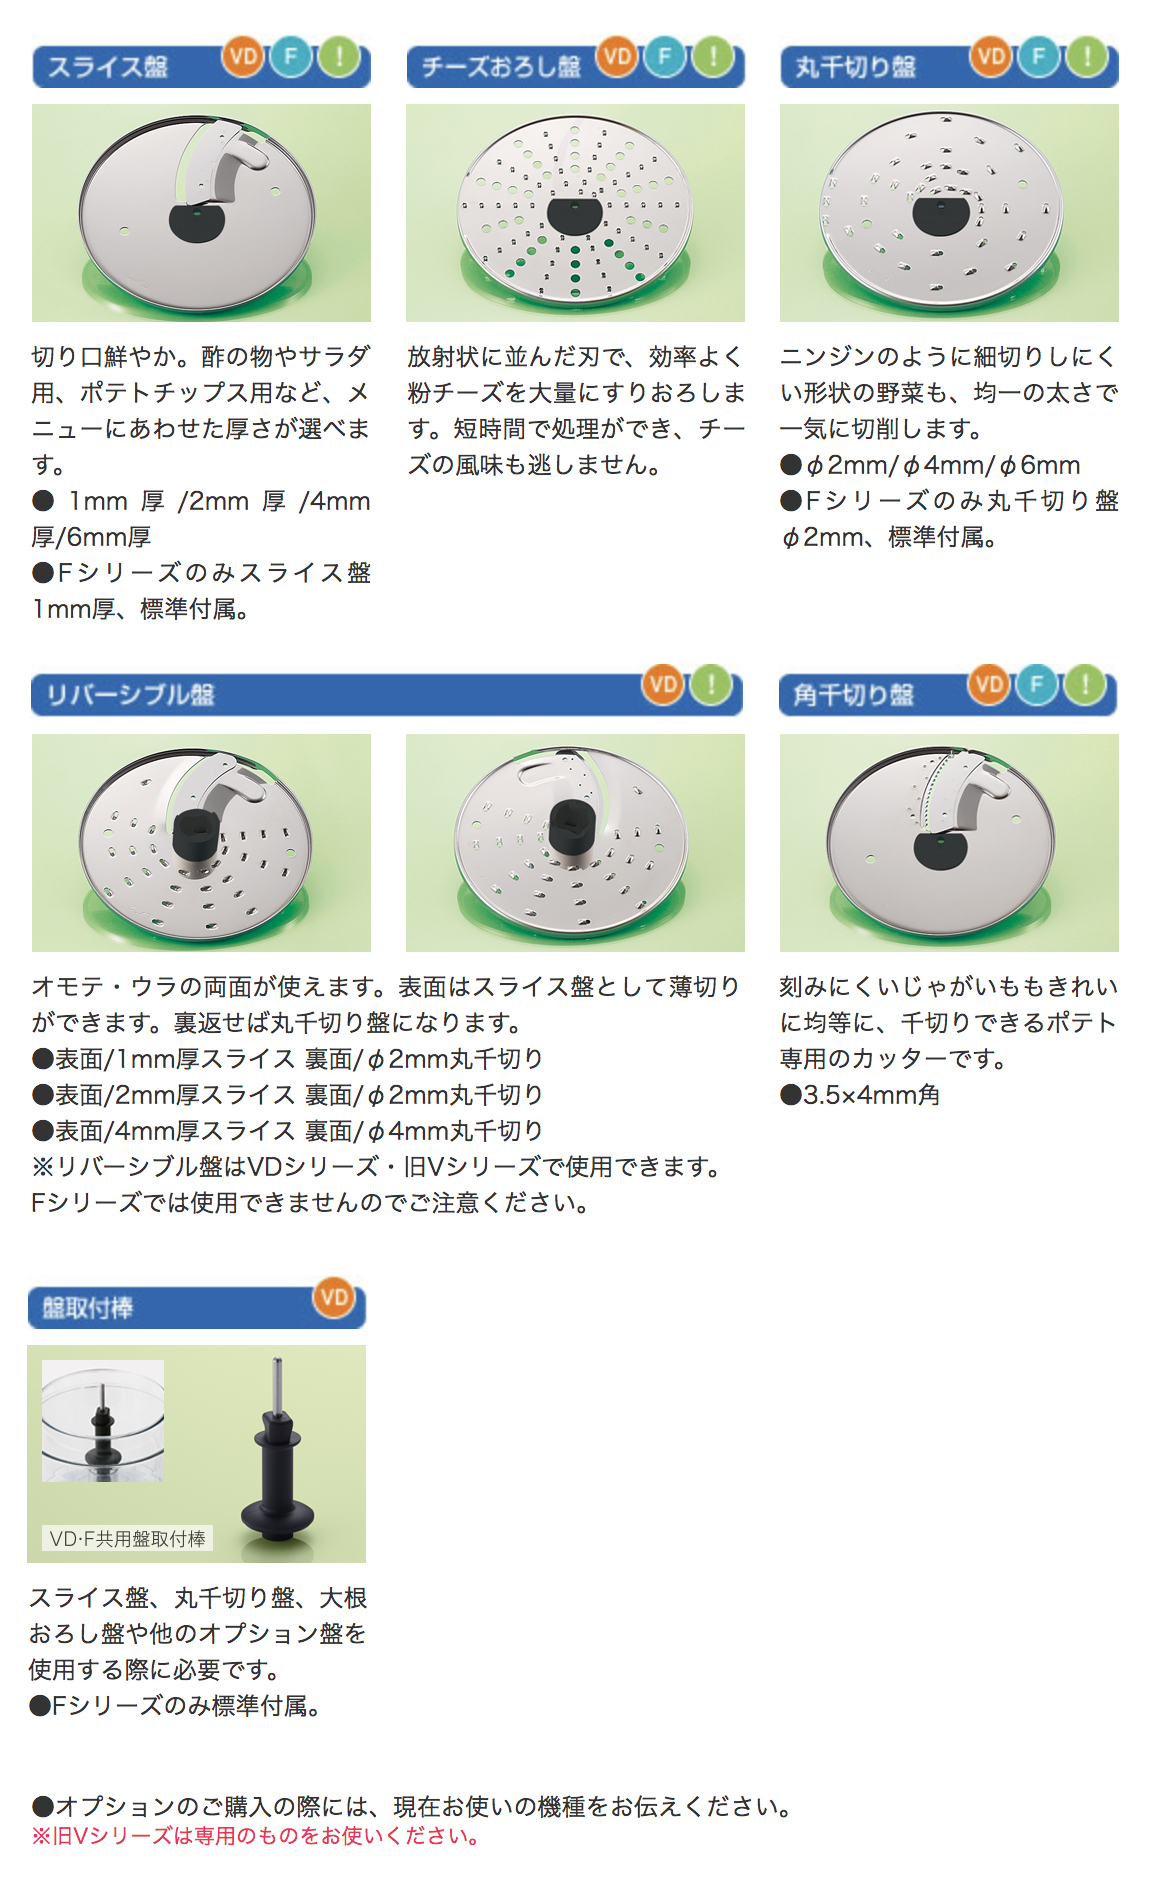 スライス盤 VD F !
切り口鮮やか。酢の物やサラダ
用、ポテトチップス用など、メ
ニューにあわせた厚さが選べま
す。
● 1mm 厚 /2mm 厚 /4mm
厚/6mm厚
●Fシリーズのみスライス盤
1mm厚、標準付属。
チーズおろし盤 VD F !
放射状に並んだ刃で、効率よく
粉チーズを大量にすりおろしま
す。短時間で処理ができ、チー
ズの風味も逃しません。
丸千切り盤 VD F !
ニンジンのように細切りしにく
い形状の野菜も、均一の太さで
一気に切削します。
●φ2mm/φ4mm/φ6mm
●Fシリーズのみ丸千切り盤
φ2mm、標準付属。
リバーシブル盤 VD !
オモテ・ウラの両面が使えます。表面はスライス盤として薄切り
ができます。裏返せば丸千切り盤になります。
●表面/1mm厚スライス 裏面/φ2mm丸千切り
●表面/2mm厚スライス 裏面/φ2mm丸千切り
●表面/4mm厚スライス 裏面/φ4mm丸千切り
※リバーシブル盤はVDシリーズ・旧Vシリーズで使用できます。
Fシリーズでは使用できませんのでご注意ください。
角千切り盤 VD F !
刻みにくいじゃがいももきれい
に均等に、千切りできるポテト
専用のカッターです。
●3.5×4mm角
盤取付棒 VD
VD·F共用盤取付棒
スライス盤、丸千切り盤、大根
おろし盤や他のオプション盤を
使用する際に必要です。
●Fシリーズのみ標準付属。
●オプションのご購入の際には、現在お使いの機種をお伝えください。
※旧Vシリーズは専用のものをお使いください。